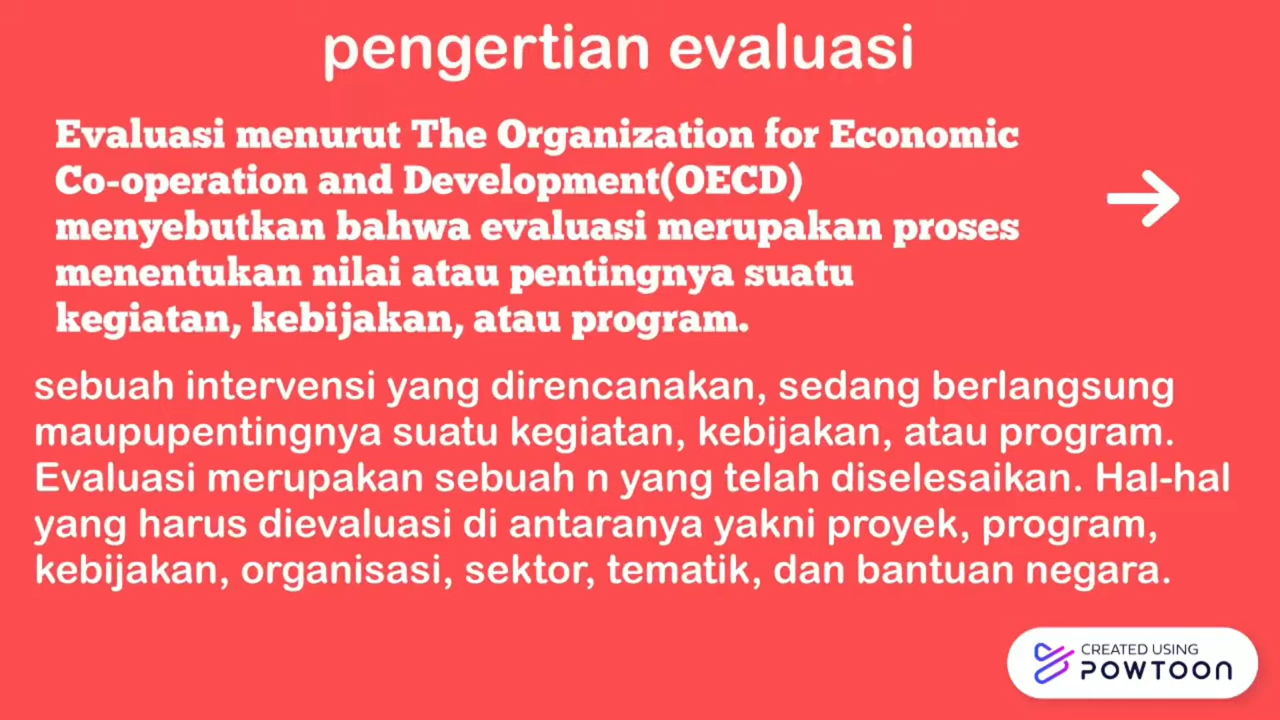 pengertian evaluasi
Evaluasi menurut The Organization for Economic
Co-operation and Development(OECD)
menyebutkan bahwa evaluasi merupakan proses
menentukan nilai atau pentingnya suatu
kegiatan, kebijakan, atau program.
sebuah intervensi yang direncanakan, sedang berlangsung
maupupentingnya suatu kegiatan, kebijakan, atau program.
Evaluasi merupakan sebuah n yang telah diselesaikan. Hal-hal
yang harus dievaluasi di antaranya yakni proyek, program,
kebijakan, organisasi, sektor, tematik, dan bantuan negara.
CREATED USING
POWTOON